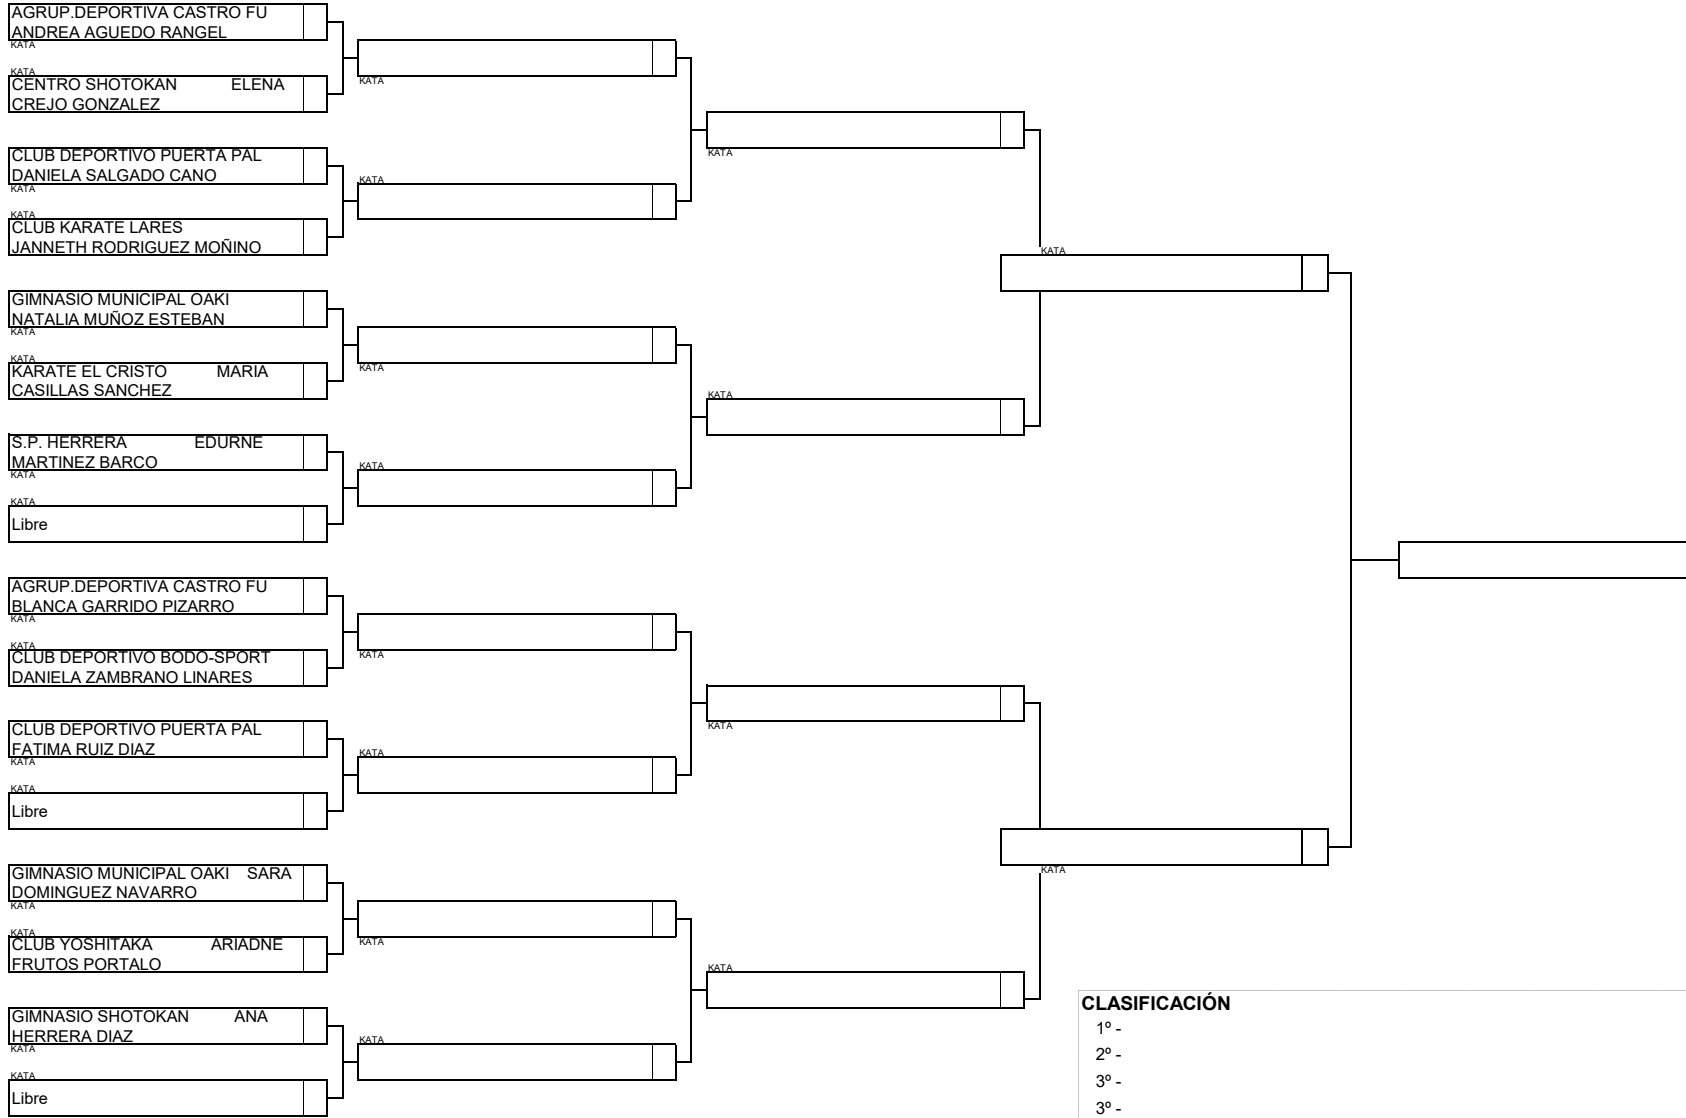 AGRUP.DEPORTIVA CASTRO FU
ANDREA AGUEDO RANGEL
KATA
KATA
CENTRO SHOTOKAN ELENA
CREJO GONZALEZ
CLUB DEPORTIVO PUERTA PAL
DANIELA SALGADO CANO
KATA
KATA
CLUB KARATE LARES
JANNETH RODRIGUEZ MOÑINO
GIMNASIO MUNICIPAL OAKI
NATALIA MUÑOZ ESTEBAN
KATA
KATA
KARATE EL CRISTO MARIA
CASILLAS SANCHEZ
S.P. HERRERA EDURNE
MARTINEZ BARCO
KATA
KATA
Libre
AGRUP.DEPORTIVA CASTRO FU
BLANCA GARRIDO PIZARRO
KATA
KATA
CLUB DEPORTIVO BODO-SPORT
DANIELA ZAMBRANO LINARES
CLUB DEPORTIVO PUERTA PAL
FATIMA RUIZ DIAZ
KATA
KATA
Libre
GIMNASIO MUNICIPAL OAKI SARA
DOMINGUEZ NAVARRO
KATA
KATA
CLUB YOSHITAKA ARIADNE
FRUTOS PORTALO
GIMNASIO SHOTOKAN ANA
HERRERA DIAZ
KATA
KATA
Libre
KATA
KATA
KATA
KATA
KATA
KATA
KATA
KATA
KATA
KATA
KATA
KATA
KATA
KATA
CLASIFICACIÓN
1º -
2º -
3º -
3º -